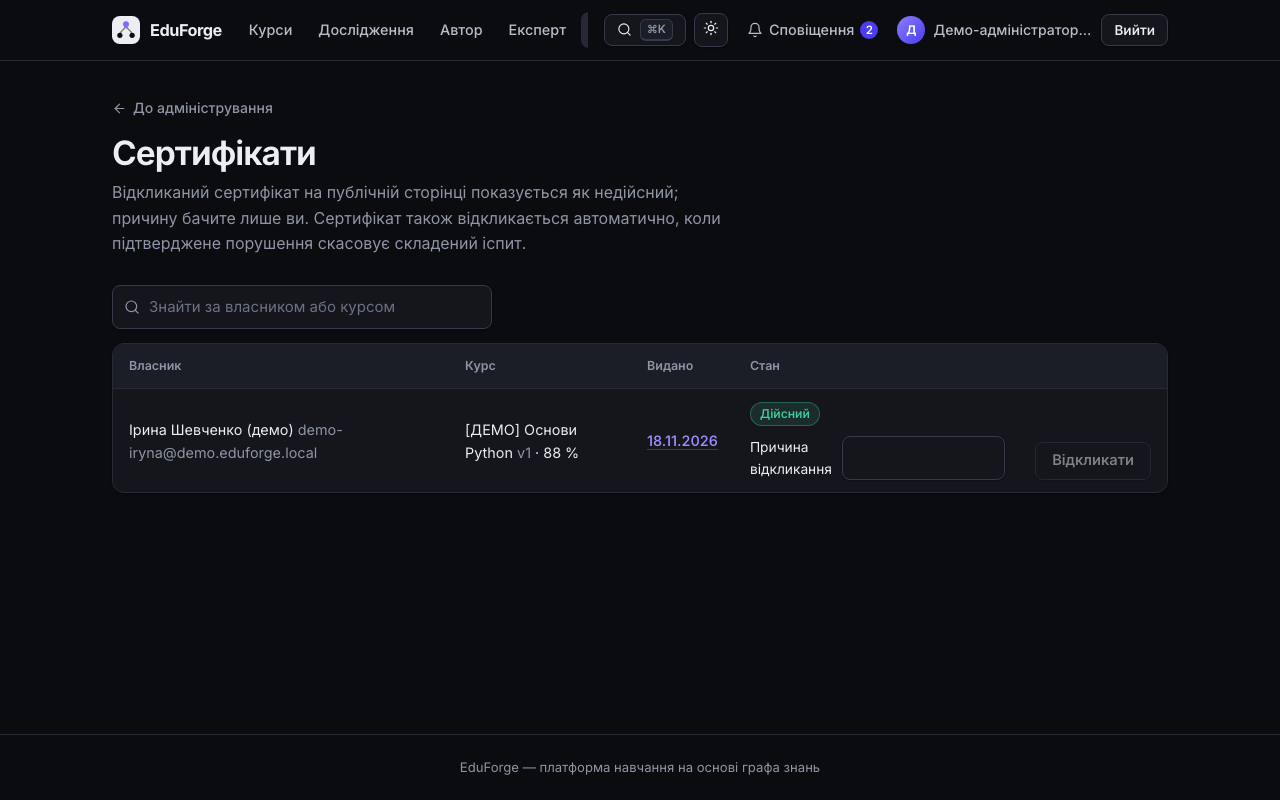 EduForge
Курси
Дослідження
Автор
Експерт
⌘K
Сповіщення 2
Д
Демо-адміністратор...
Вийти
← До адміністрування
Сертифікати
Відкликаний сертифікат на публічній сторінці показується як недійсний;
причину бачите лише ви. Сертифікат також відкликається автоматично, коли
підтверджене порушення скасовує складений іспит.
Знайти за власником або курсом
Власник
Курс
Видано
Стан
Ірина Шевченко (демо) demo-
iryna@demo.eduforge.local
[ДЕМО] Основи
Python v1 · 88 %
18.11.2026
Дійсний
Причина
відкликання
Відкликати
EduForge — платформа навчання на основі графа знань